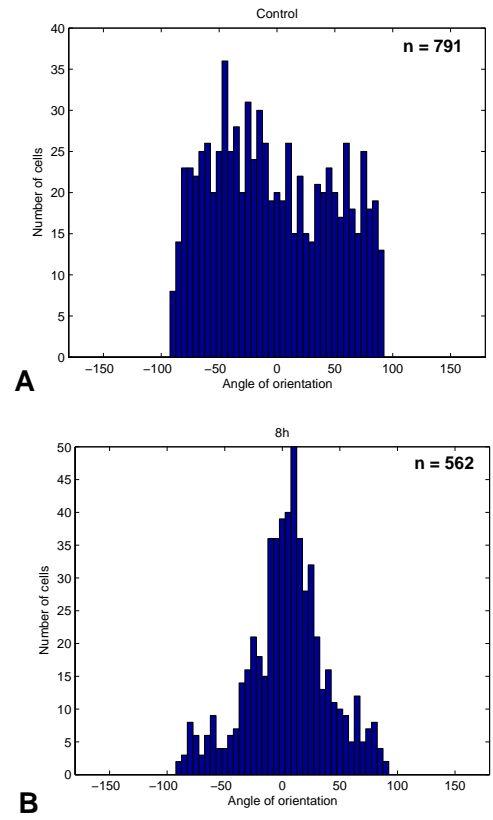 Control
n = 791
40
35
30
25
20
15
10
5
0
Number of cells
−150 −100 −50 0 50 100 150
Angle of orientation
A
8h
n = 562
50
45
40
35
30
25
20
15
10
5
0
Number of cells
−150 −100 −50 0 50 100 150
Angle of orientation
B